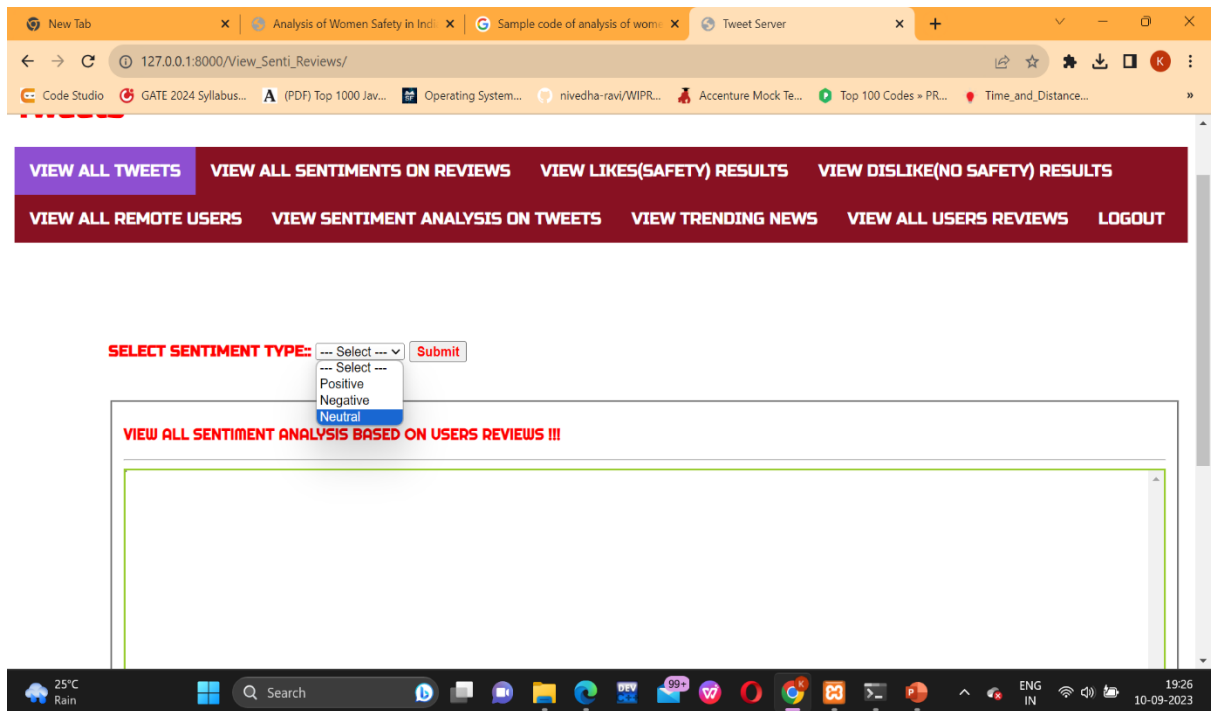 New Tab
Analysis of Women Safety in Indi
Sample code of analysis of wome
Tweet Server
127.0.0.1:8000/View_Senti_Reviews/
K
Code Studio
GATE 2024 Syllabus...
A (PDF) Top 1000 Jav...
Operating System...
nivedha-ravi/WIPR...
Accenture Mock Te...
Top 100 Codes » PR...
Time_and_Distance...
»
Tweets
VIEW ALL TWEETS VIEW ALL SENTIMENTS ON REVIEWS VIEW LIKES(SAFETY) RESULTS VIEW DISLIKE(NO SAFETY) RESULTS
VIEW ALL REMOTE USERS VIEW SENTIMENT ANALYSIS ON TWEETS VIEW TRENDING NEWS VIEW ALL USERS REVIEWS LOGOUT
SELECT SENTIMENT TYPE:: --- Select --- Submit
--- Select ---
Positive
Negative
Neutral
VIEW ALL SENTIMENT ANALYSIS BASED ON USERS REVIEWS !!!
25°C
Rain
Search
DEV
99+
K
ENG
IN
19:26
10-09-2023